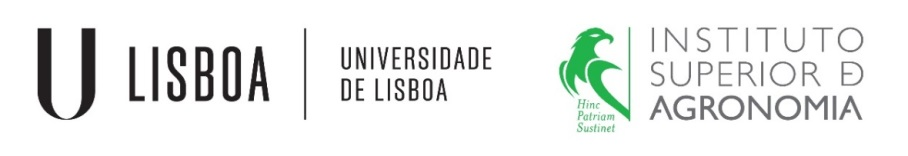 U LISBOA
UNIVERSIDADE
DE LISBOA
Hinc
Patriam
Sustinet
INSTITUTO
SUPERIOR Đ
AGRONOMIA